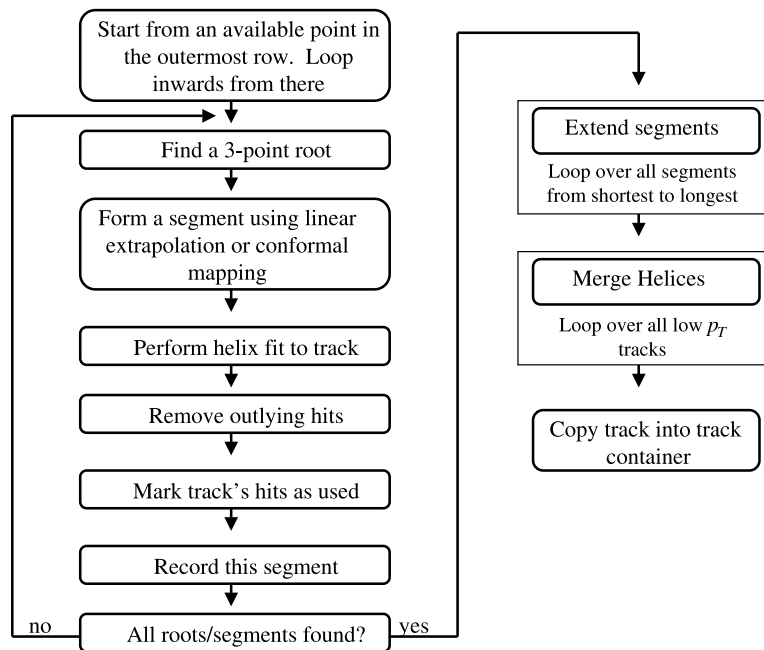 Start from an available point in
the outermost row. Loop
inwards from there
Find a 3-point root
Form a segment using linear
extrapolation or conformal
mapping
Perform helix fit to track
Remove outlying hits
Mark track's hits as used
Record this segment
no
All roots/segments found?
yes
Extend segments
Loop over all segments
from shortest to longest
Merge Helices
Loop over all low p_T
tracks
Copy track into track
container